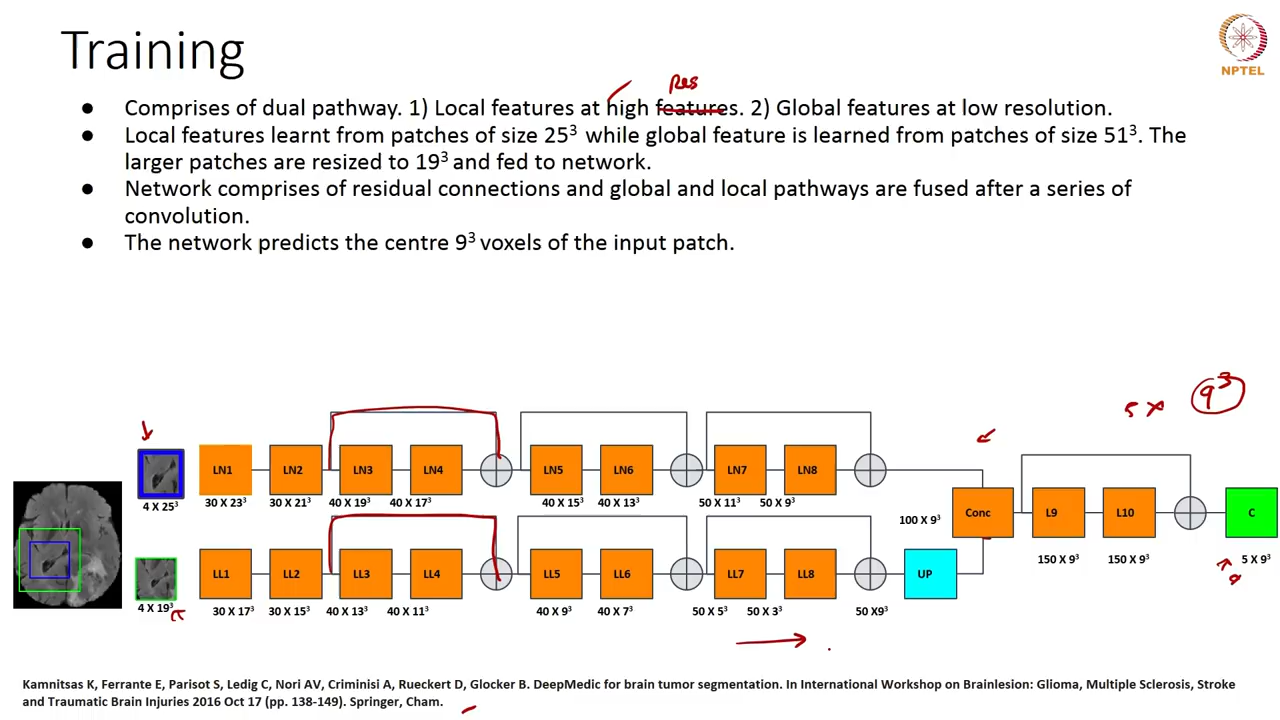 Training
NPTEL
Res
● Comprises of dual pathway. 1) Local features at high features. 2) Global features at low resolution.
● Local features learnt from patches of size 25³ while global feature is learned from patches of size 51³. The
larger patches are resized to 19³ and fed to network.
● Network comprises of residual connections and global and local pathways are fused after a series of
convolution.
● The network predicts the centre 9³ voxels of the input patch.
5 x 9³
LN1 LN2 LN3 LN4 LN5 LN6 LN7 LN8
4 X 25³ 30 X 23³ 30 X 21³ 40 X 19³ 40 X 17³ 40 X 15³ 40 X 13³ 50 X 11³ 50 X 9³
100 X 9³ Conc L9 L10 C
150 X 9³ 150 X 9³ 5 X 9³
LL1 LL2 LL3 LL4 LL5 LL6 LL7 LL8 UP
4 X 19³ 30 X 17³ 30 X 15³ 40 X 13³ 40 X 11³ 40 X 9³ 40 X 7³ 50 X 5³ 50 X 3³ 50 X9³
Kamnitsas K, Ferrante E, Parisot S, Ledig C, Nori AV, Criminisi A, Rueckert D, Glocker B. DeepMedic for brain tumor segmentation. In International Workshop on Brainlesion: Glioma, Multiple Sclerosis, Stroke
and Traumatic Brain Injuries 2016 Oct 17 (pp. 138-149). Springer, Cham.